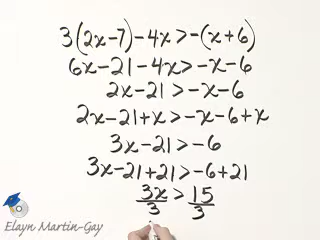 3(2x-7)-4x>-(x+6)
6x-21-4x>-x-6
2x-21>-x-6
2x-21+x>-x-6+x
3x-21>-6
3x-21+21>-6+21
3x/3 > 15/3
Elayn Martin-Gay